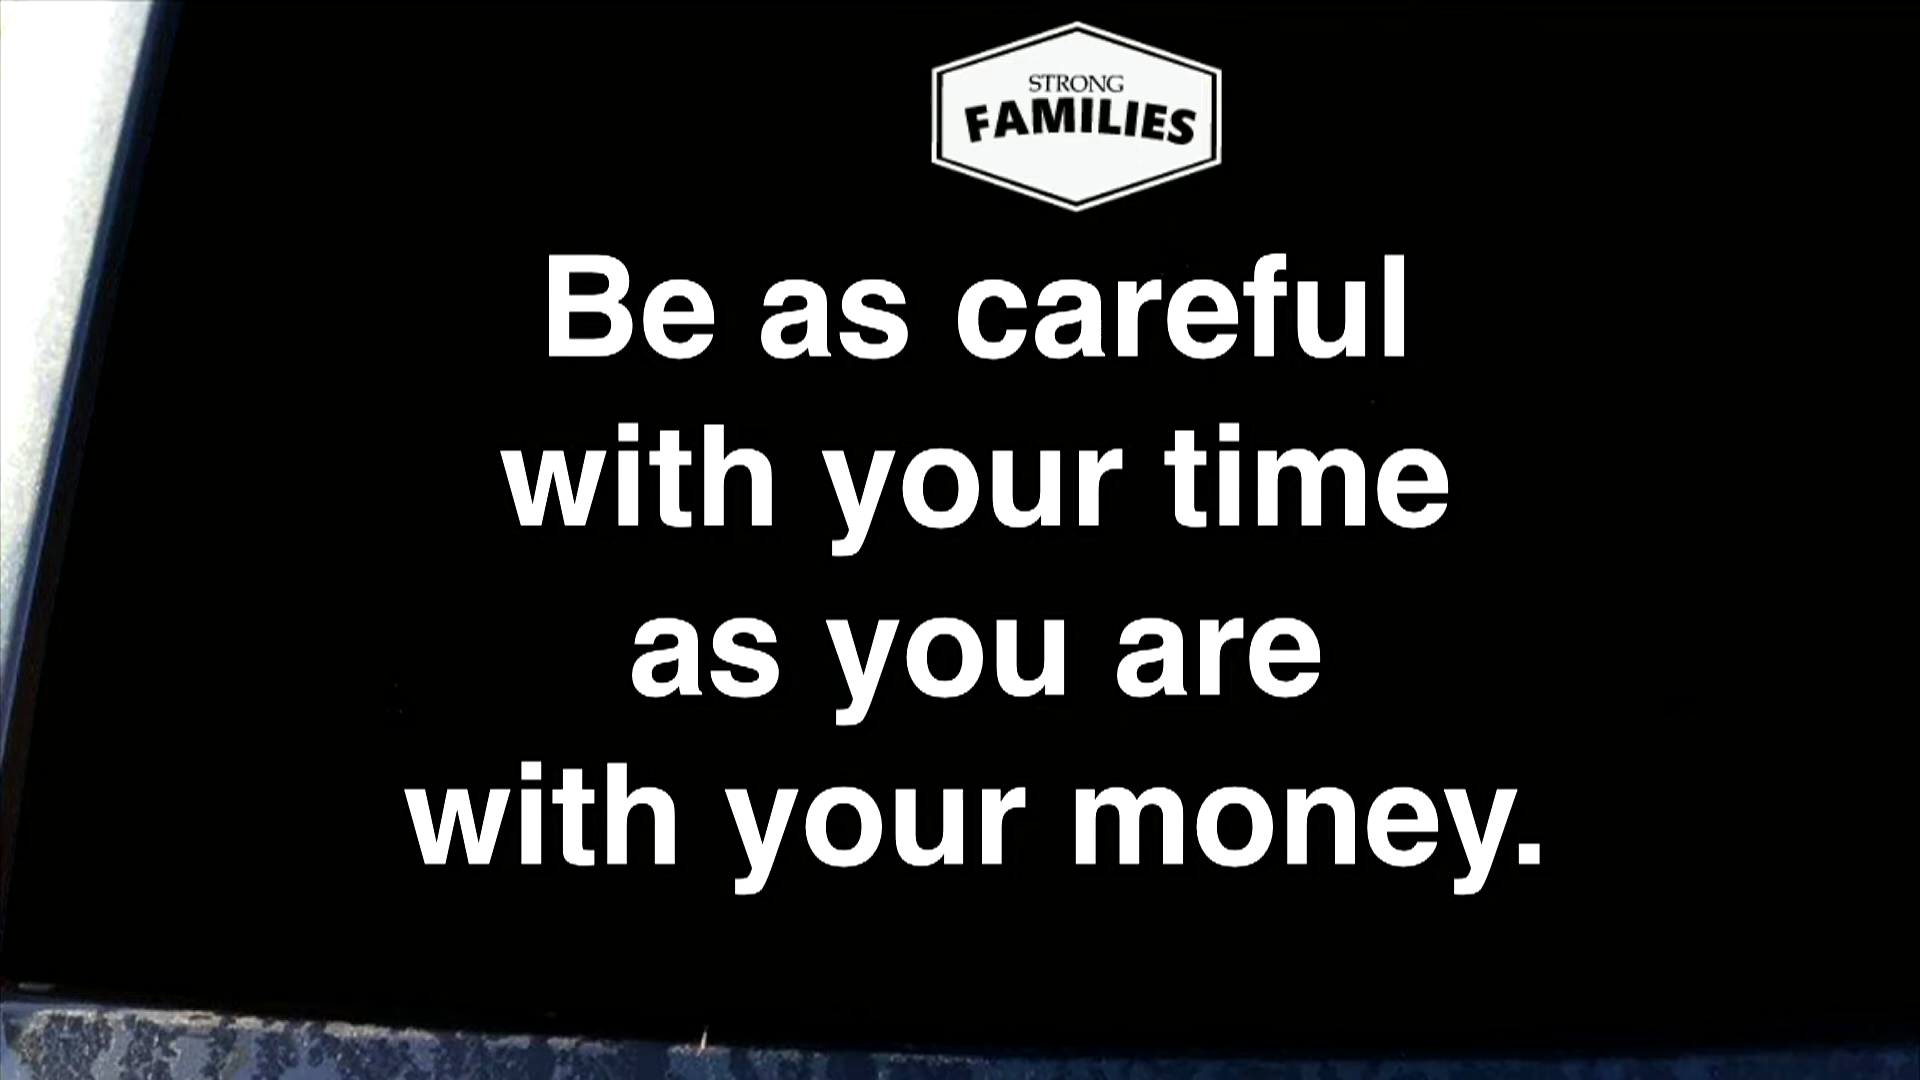 STRONG
FAMILIES
Be as careful
with your time
as you are
with your money.